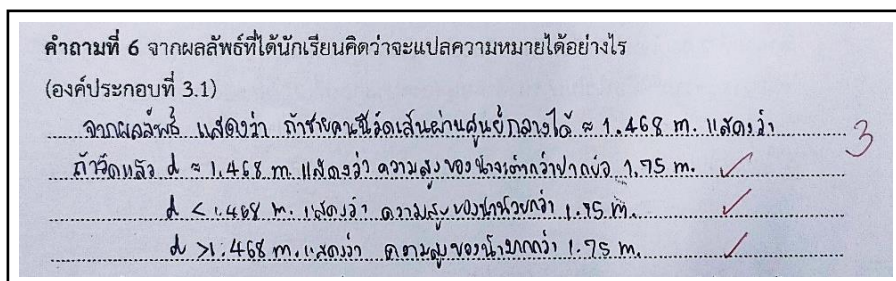 คำถามที่ 6 จากผลลัพธ์ที่ได้นักเรียนคิดว่าจะแปลความหมายได้อย่างไร
(องค์ประกอบที่ 3.1)
จากผลลัพธ์ แสดงว่า ถ้าชายคนนี้วัดเส้นผ่านศูนย์กลางได้ ≈ 1.468 m. แสดงว่า
ถ้าวัดแล้ว d ≈ 1.468 m. แสดงว่า ความสูงของน้ำจะต่ำกว่าปากบ่อ 1.75 m. ✓
3
d < 1.468 m. แสดงว่า ความสูงของน้ำน้อยกว่า 1.75 m. ✓
d > 1.468 m. แสดงว่า ความสูงของน้ำมากกว่า 1.75 m. ✓